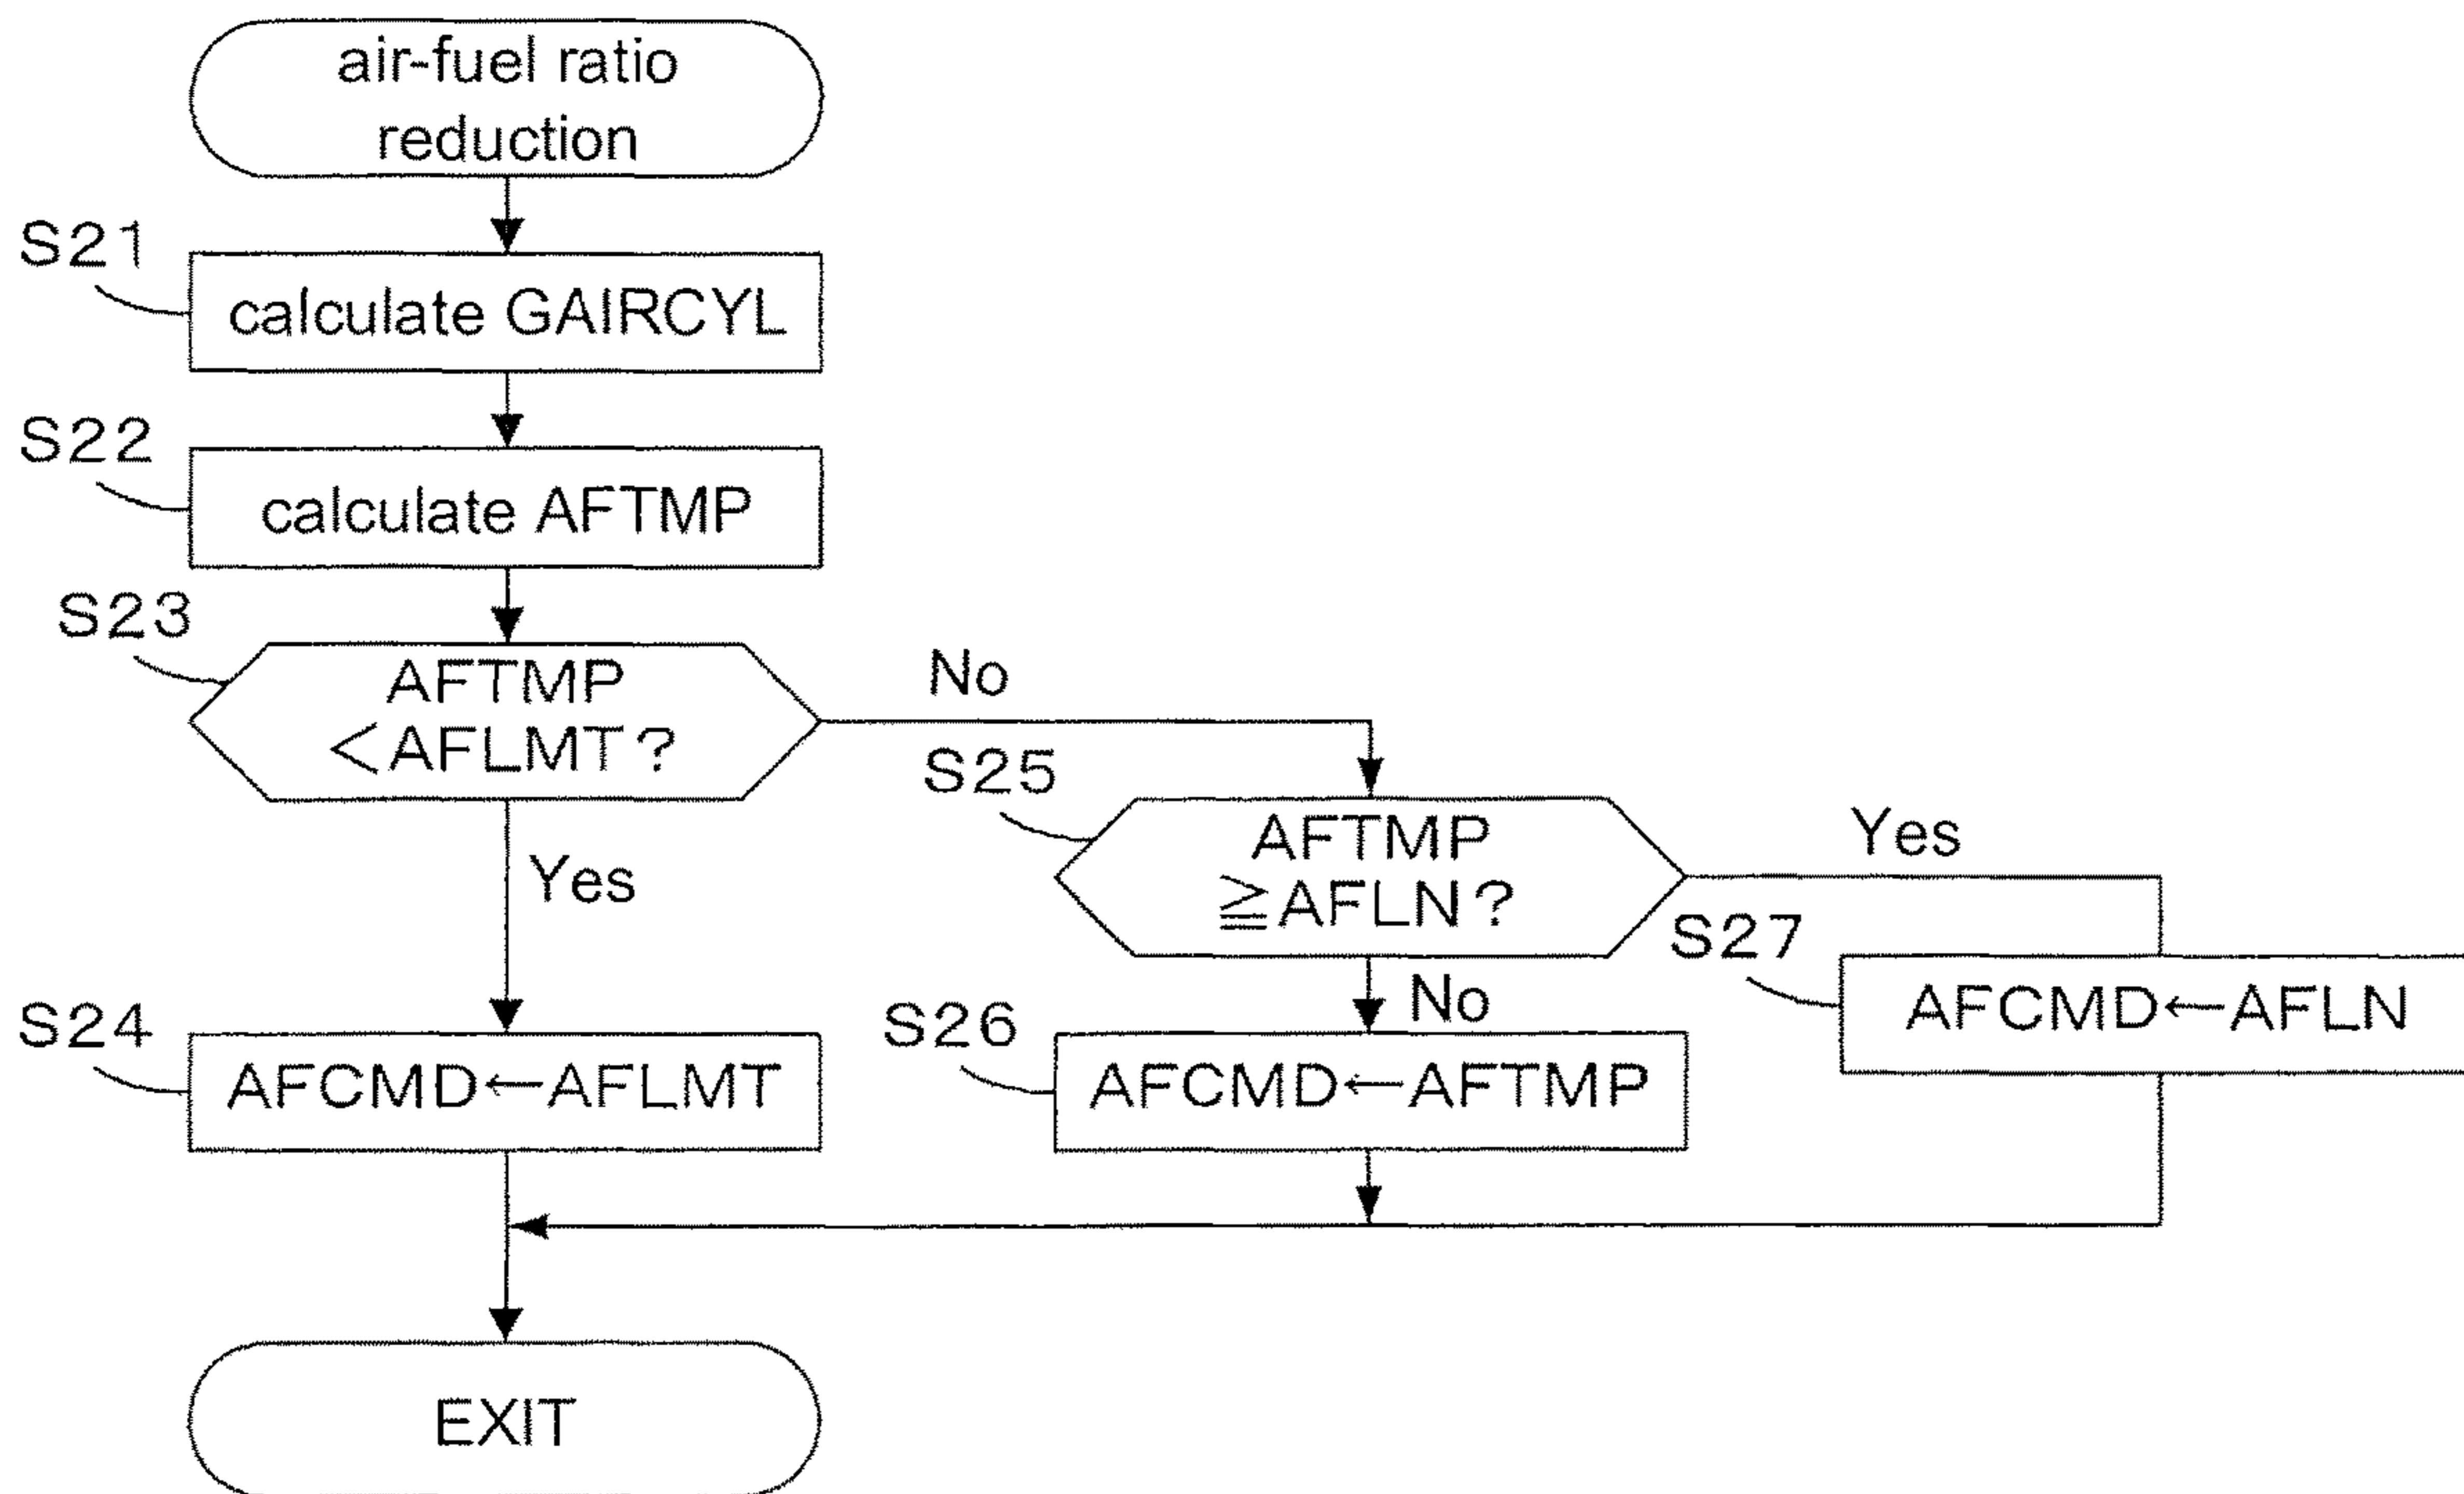 air-fuel ratio
reduction
S21
calculate GAIRCYL
S22
calculate AFTMP
S23
AFTMP
<AFLMT?
No
Yes
S25
AFTMP
≧AFLN?
Yes
No
S24
AFCMD←AFLMT
S26
AFCMD←AFTMP
S27
AFCMD←AFLN
EXIT